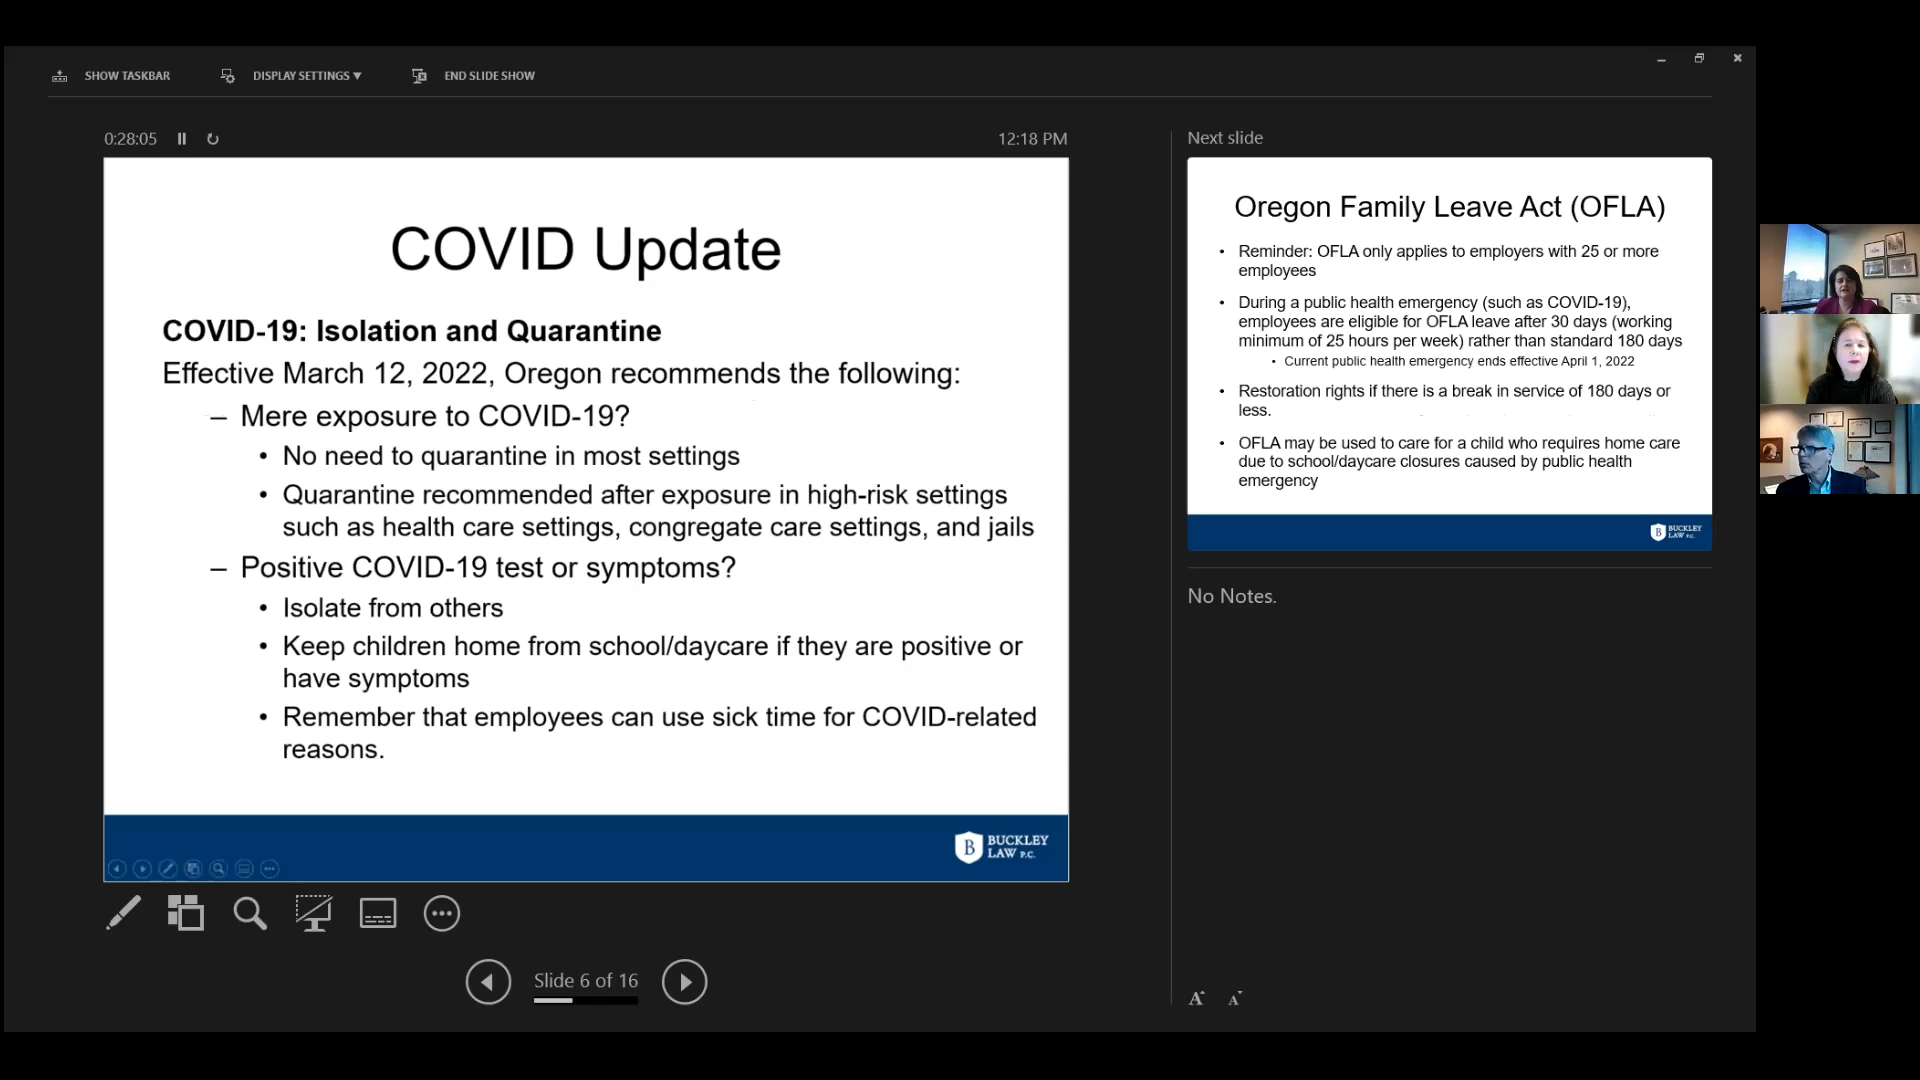 SHOW TASKBAR
DISPLAY SETTINGS ▼
END SLIDE SHOW
0:28:05
12:18 PM
COVID Update
COVID-19: Isolation and Quarantine
Effective March 12, 2022, Oregon recommends the following:
– Mere exposure to COVID-19?
• No need to quarantine in most settings
• Quarantine recommended after exposure in high-risk settings
such as health care settings, congregate care settings, and jails
– Positive COVID-19 test or symptoms?
• Isolate from others
• Keep children home from school/daycare if they are positive or
have symptoms
• Remember that employees can use sick time for COVID-related
reasons.
B
BUCKLEY
LAW P.C.
Slide 6 of 16
Next slide
Oregon Family Leave Act (OFLA)
• Reminder: OFLA only applies to employers with 25 or more
employees
• During a public health emergency (such as COVID-19),
employees are eligible for OFLA leave after 30 days (working
minimum of 25 hours per week) rather than standard 180 days
• Current public health emergency ends effective April 1, 2022
• Restoration rights if there is a break in service of 180 days or
less.
• OFLA may be used to care for a child who requires home care
due to school/daycare closures caused by public health
emergency
B
BUCKLEY
LAW P.C.
No Notes.
A A